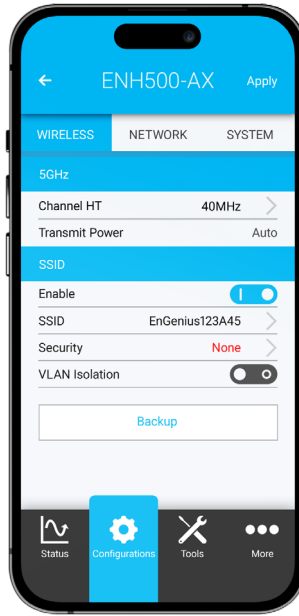 ENH500-AX Apply
WIRELESS NETWORK SYSTEM
5GHz
Channel HT 40MHz
Transmit Power Auto
SSID
Enable
SSID EnGenius123A45
Security None
VLAN Isolation
Backup
Status Configurations Tools More